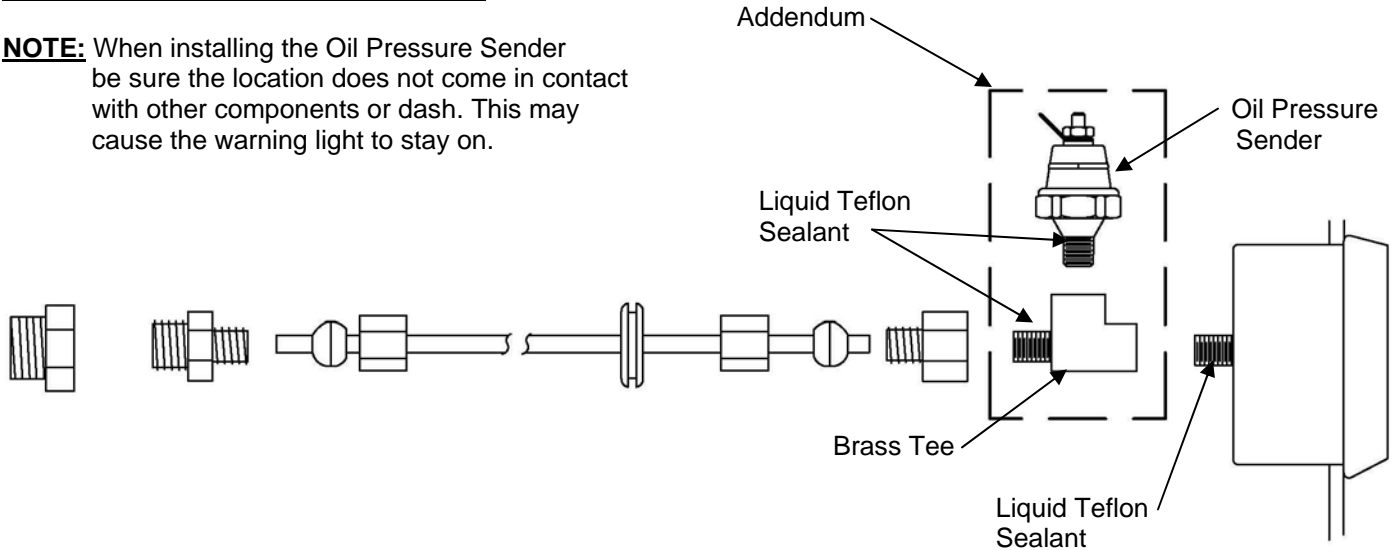 NOTE: When installing the Oil Pressure Sender
be sure the location does not come in contact
with other components or dash. This may
cause the warning light to stay on.
Addendum
Oil Pressure
Sender
Liquid Teflon
Sealant
Brass Tee
Liquid Teflon
Sealant